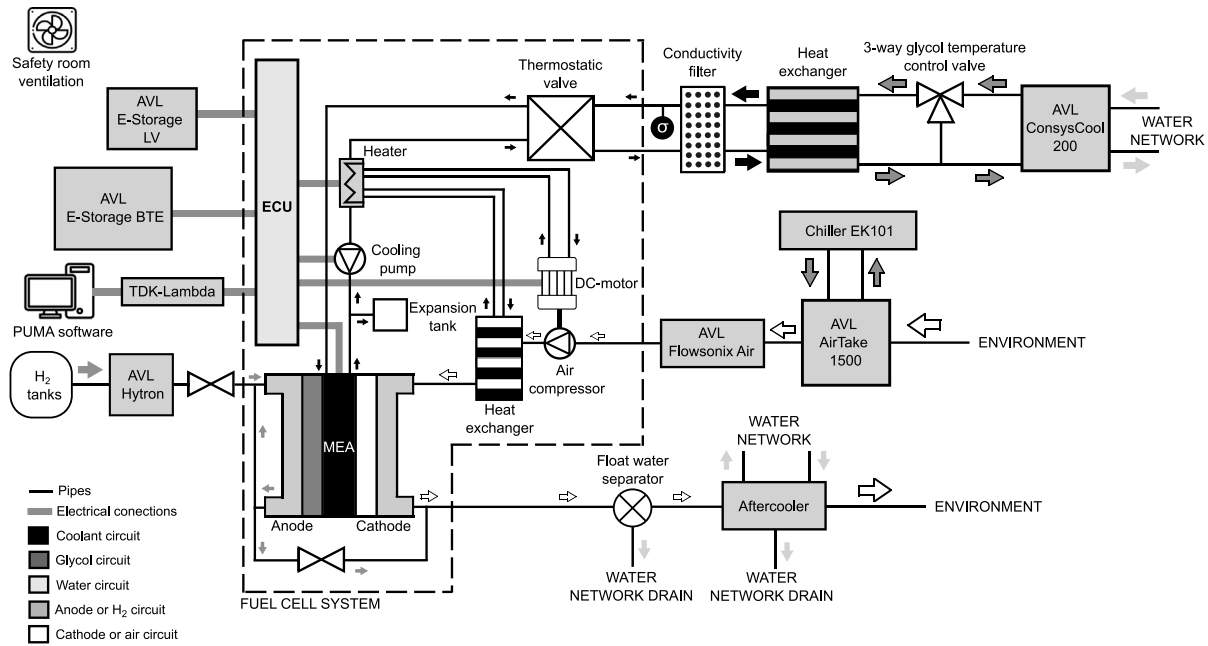 Safety room
ventilation
AVL
E-Storage
LV
AVL
E-Storage BTE
PUMA software
TDK-Lambda
ECU
Heater
Cooling
pump
Expansion
tank
Thermostatic
valve
σ
Conductivity
filter
Heat
exchanger
3-way glycol temperature
control valve
AVL
ConsysCool
200
WATER
NETWORK
DC-motor
Air
compressor
Heat
exchanger
Chiller EK101
AVL
Flowsonix Air
AVL
AirTake
1500
ENVIRONMENT
H2
tanks
AVL
Hytron
MEA
Anode
Cathode
FUEL CELL SYSTEM
Float water
separator
WATER
NETWORK DRAIN
WATER
NETWORK
Aftercooler
WATER
NETWORK DRAIN
ENVIRONMENT
Pipes
Electrical conections
Coolant circuit
Glycol circuit
Water circuit
Anode or H2 circuit
Cathode or air circuit